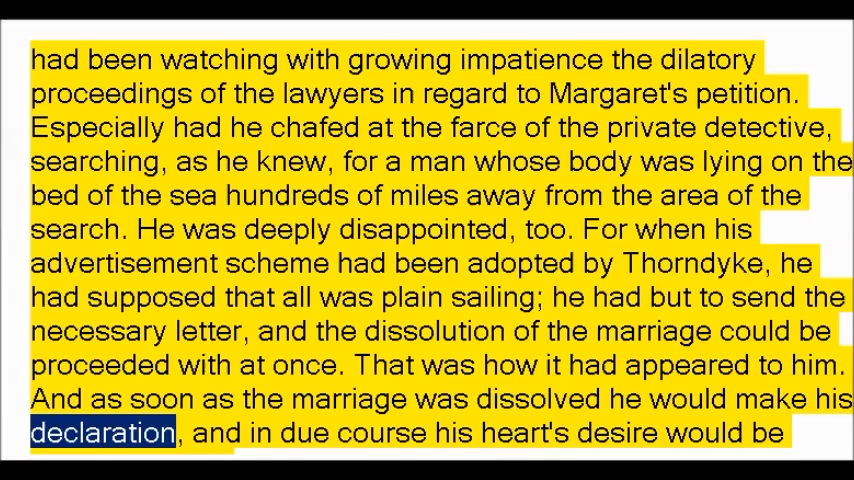 had been watching with growing impatience the dilatory
proceedings of the lawyers in regard to Margaret's petition.
Especially had he chafed at the farce of the private detective,
searching, as he knew, for a man whose body was lying on the
bed of the sea hundreds of miles away from the area of the
search. He was deeply disappointed, too. For when his
advertisement scheme had been adopted by Thorndyke, he
had supposed that all was plain sailing; he had but to send the
necessary letter, and the dissolution of the marriage could be
proceeded with at once. That was how it had appeared to him.
And as soon as the marriage was dissolved he would make his
declaration, and in due course his heart's desire would be